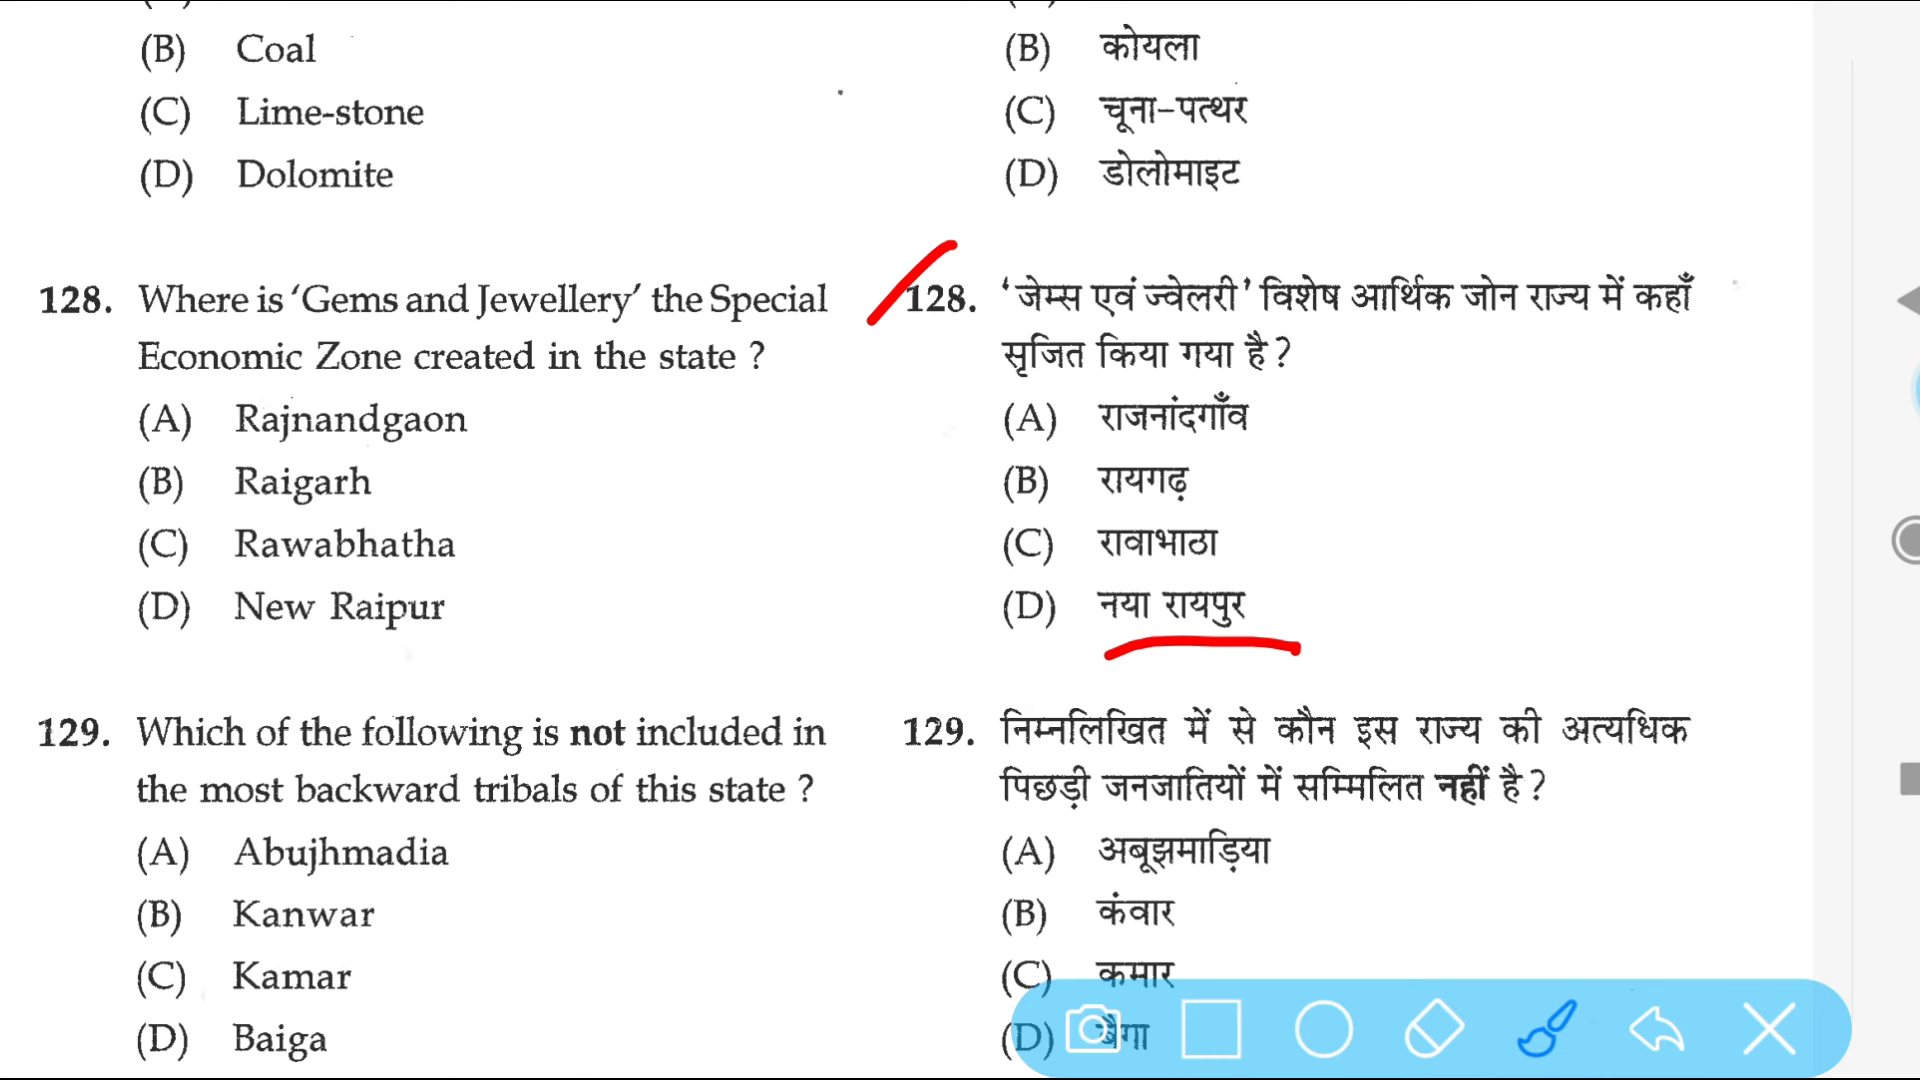 (B) Coal
(C) Lime-stone
(D) Dolomite
128. Where is ‘Gems and Jewellery’ the Special
Economic Zone created in the state ?
(A) Rajnandgaon
(B) Raigarh
(C) Rawabhatha
(D) New Raipur
129. Which of the following is not included in
the most backward tribals of this state ?
(A) Abujhmadia
(B) Kanwar
(C) Kamar
(D) Baiga
(B) कोयला
(C) चूना-पत्थर
(D) डोलोमाइट
128. ‘जेम्स एवं ज्वेलरी’ विशेष आर्थिक जोन राज्य में कहाँ
सृजित किया गया है ?
(A) राजनांदगाँव
(B) रायगढ़
(C) रावाभाठा
(D) नया रायपुर
129. निम्नलिखित में से कौन इस राज्य की अत्यधिक
पिछड़ी जनजातियों में सम्मिलित नहीं है ?
(A) अबूझमाड़िया
(B) कंवार
(C) कमार
(D) बैगा